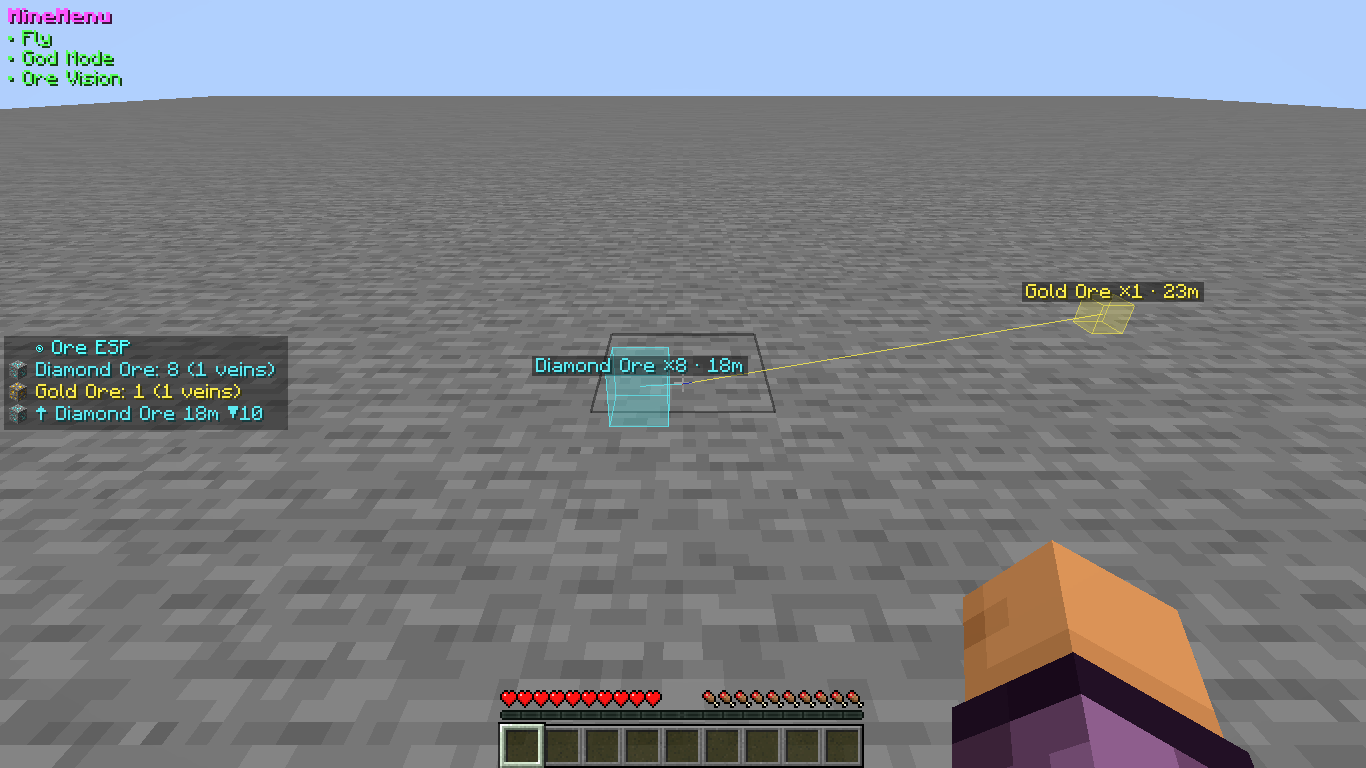 MineMenu
• Fly
• God Mode
• Ore Vision
Gold Ore ×1 · 23m
Diamond Ore ×8 · 18m
Ore ESP
Diamond Ore: 8 (1 veins)
Gold Ore: 1 (1 veins)
↑ Diamond Ore 18m ▼10